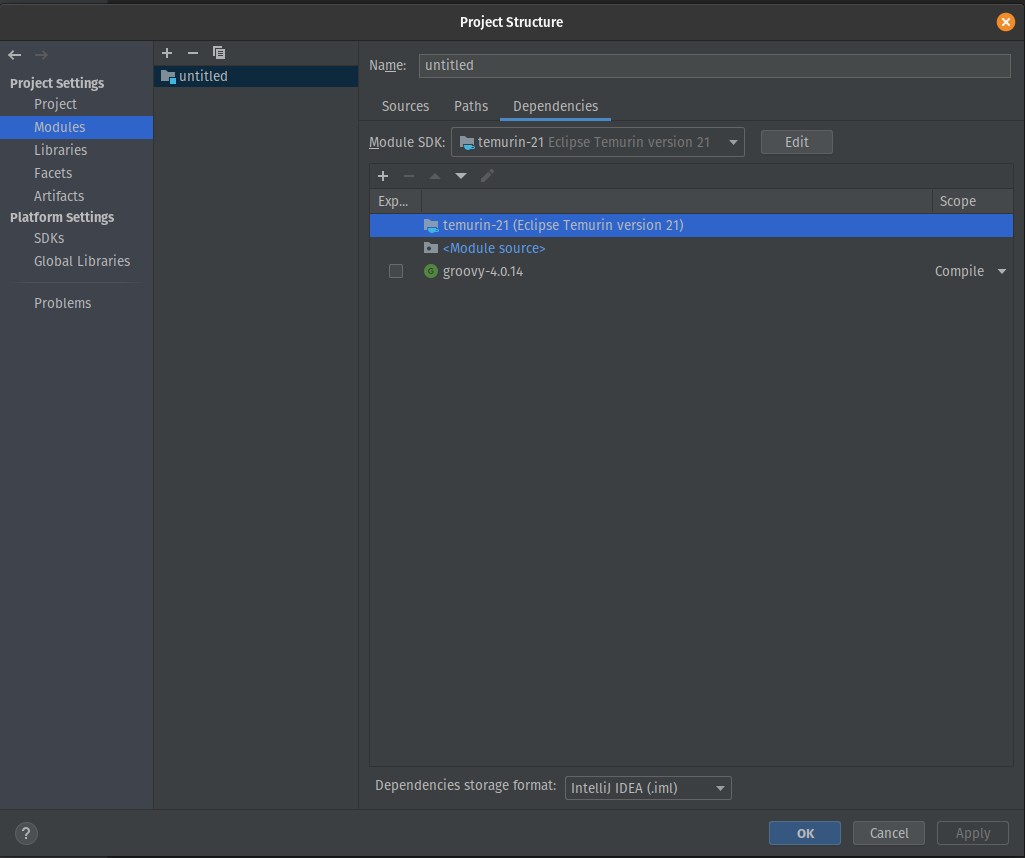 Project Structure
Project Settings
Project
Modules
Libraries
Facets
Artifacts
Platform Settings
SDKs
Global Libraries
Problems
untitled
Name: untitled
Sources Paths Dependencies
Module SDK: temurin-21 Eclipse Temurin version 21 Edit
Exp... Scope
temurin-21 (Eclipse Temurin version 21)
<Module source>
G groovy-4.0.14 Compile
Dependencies storage format: IntelliJ IDEA (.iml)
? OK Cancel Apply